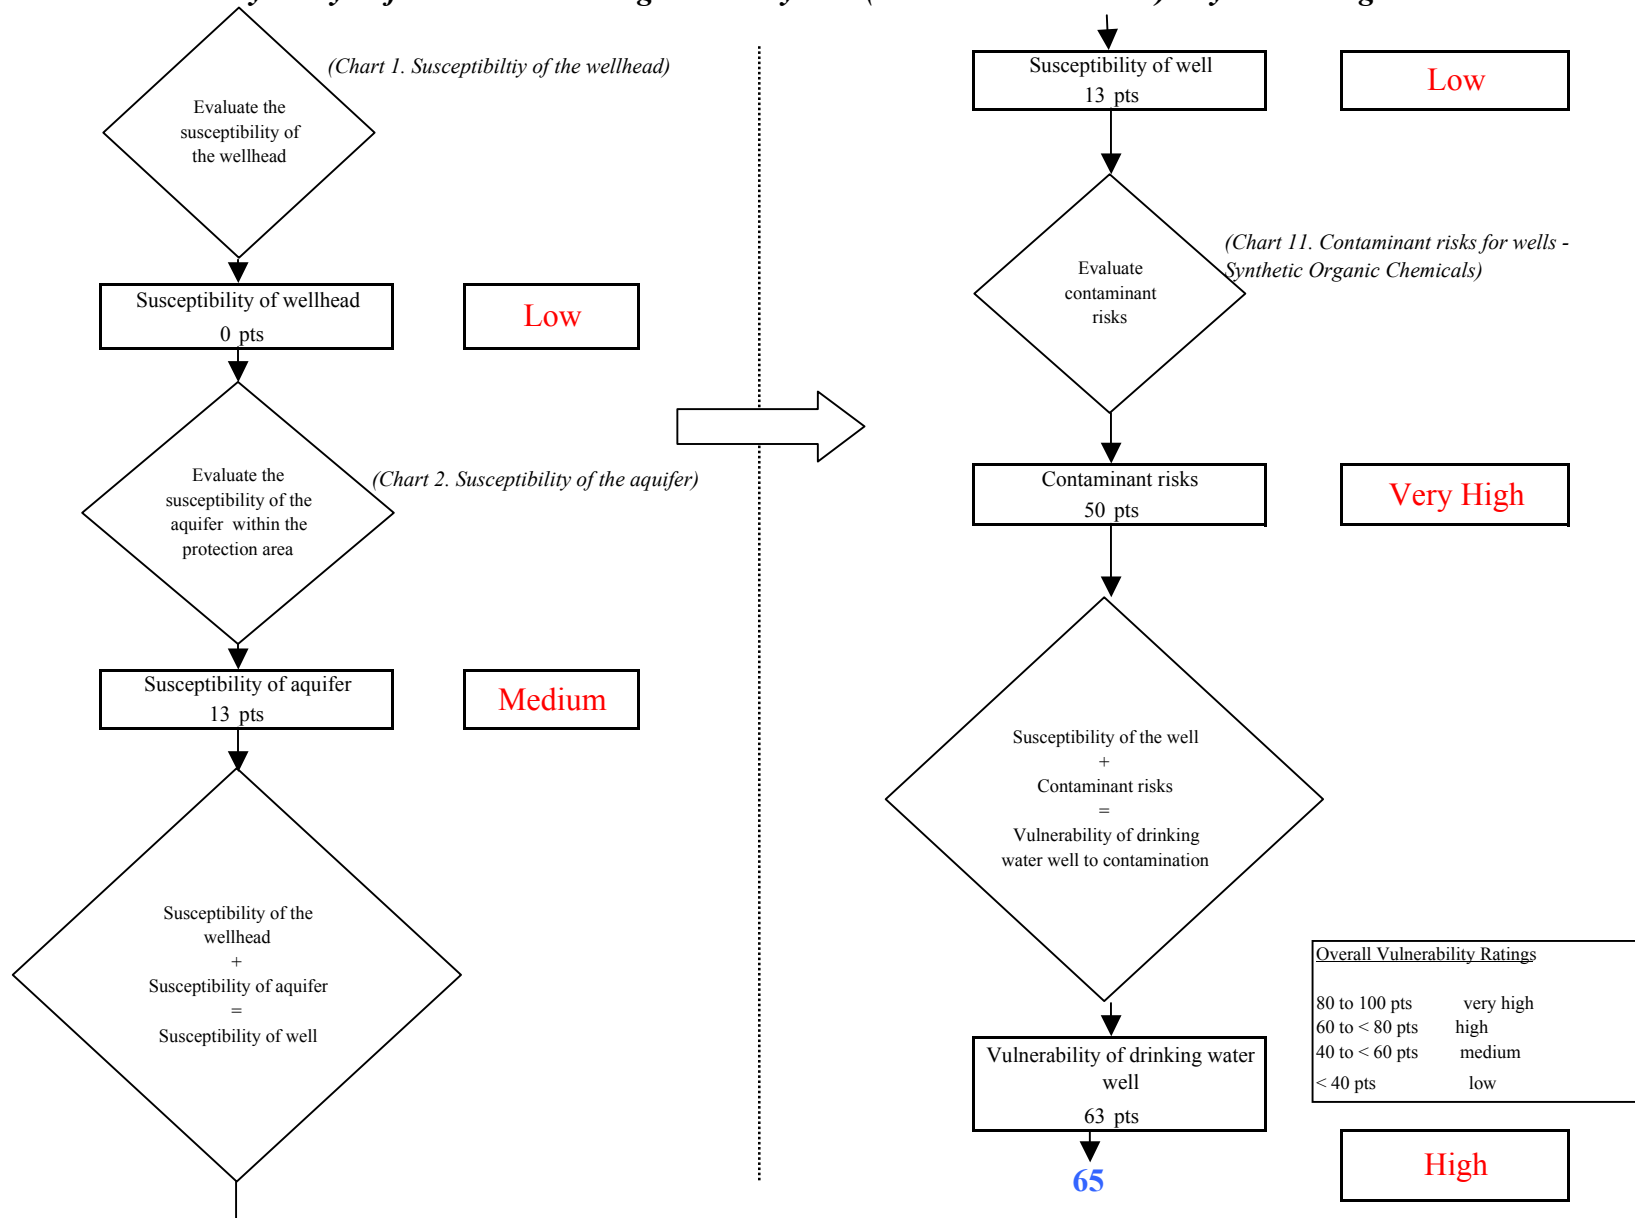 (Chart 1. Susceptibiltiy of the wellhead)
Evaluate the
susceptibility of
the wellhead
Susceptibility of wellhead
0 pts
Low
Evaluate the
susceptibility of the
aquifer within the
protection area
(Chart 2. Susceptibility of the aquifer)
Susceptibility of aquifer
13 pts
Medium
Susceptibility of the
wellhead
+
Susceptibility of aquifer
=
Susceptibility of well
Susceptibility of well
13 pts
Low
(Chart 11. Contaminant risks for wells -
Synthetic Organic Chemicals)
Evaluate
contaminant
risks
Contaminant risks
50 pts
Very High
Susceptibility of the well
+
Contaminant risks
=
Vulnerability of drinking
water well to contamination
Overall Vulnerability Ratings
80 to 100 pts very high
60 to < 80 pts high
40 to < 60 pts medium
< 40 pts low
Vulnerability of drinking water
well
63 pts
65
High